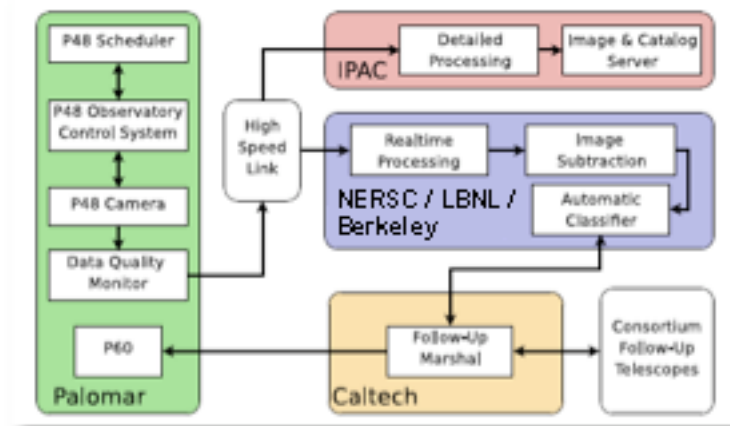 P48 Scheduler
P48 Observatory
Control System
P48 Camera
Data Quality
Monitor
P60
Palomar
High
Speed
Link
Detailed
Processing
Image & Catalog
Server
IPAC
Realtime
Processing
Image
Subtraction
Automatic
Classifier
NERSC / LBNL /
Berkeley
Follow-Up
Marshal
Caltech
Consortium
Follow-Up
Telescopes